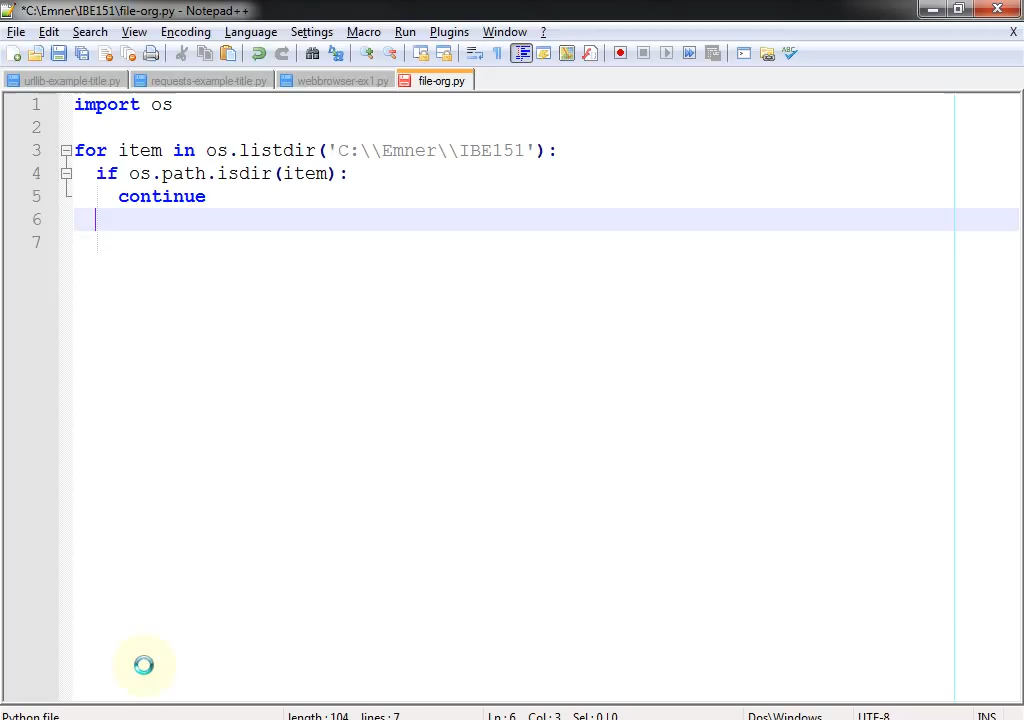 *C:\Emner\IBE151\file-org.py - Notepad++
File Edit Search View Encoding Language Settings Macro Run Plugins Window ? X
urllib-example-title.py requests-example-title.py webbrowser-ex1.py file-org.py
1 import os
2
3 for item in os.listdir('C:\\Emner\\IBE151'):
4 if os.path.isdir(item):
5 continue
6
7
Python file length : 104 lines : 7 Ln : 6 Col : 3 Sel : 0 | 0 Dos\Windows UTF-8 INS